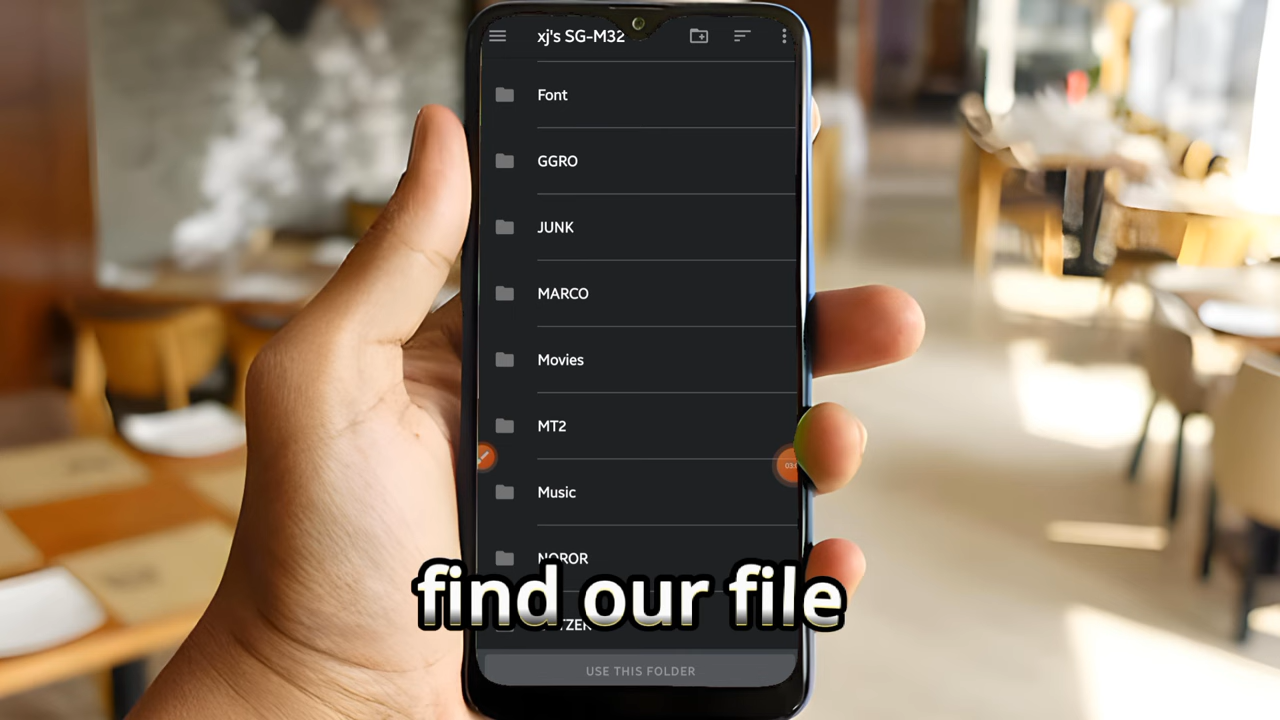 xj's SG-M32
Font
GGRO
JUNK
MARCO
Movies
MT2
Music
NOROR
find our file
USE THIS FOLDER